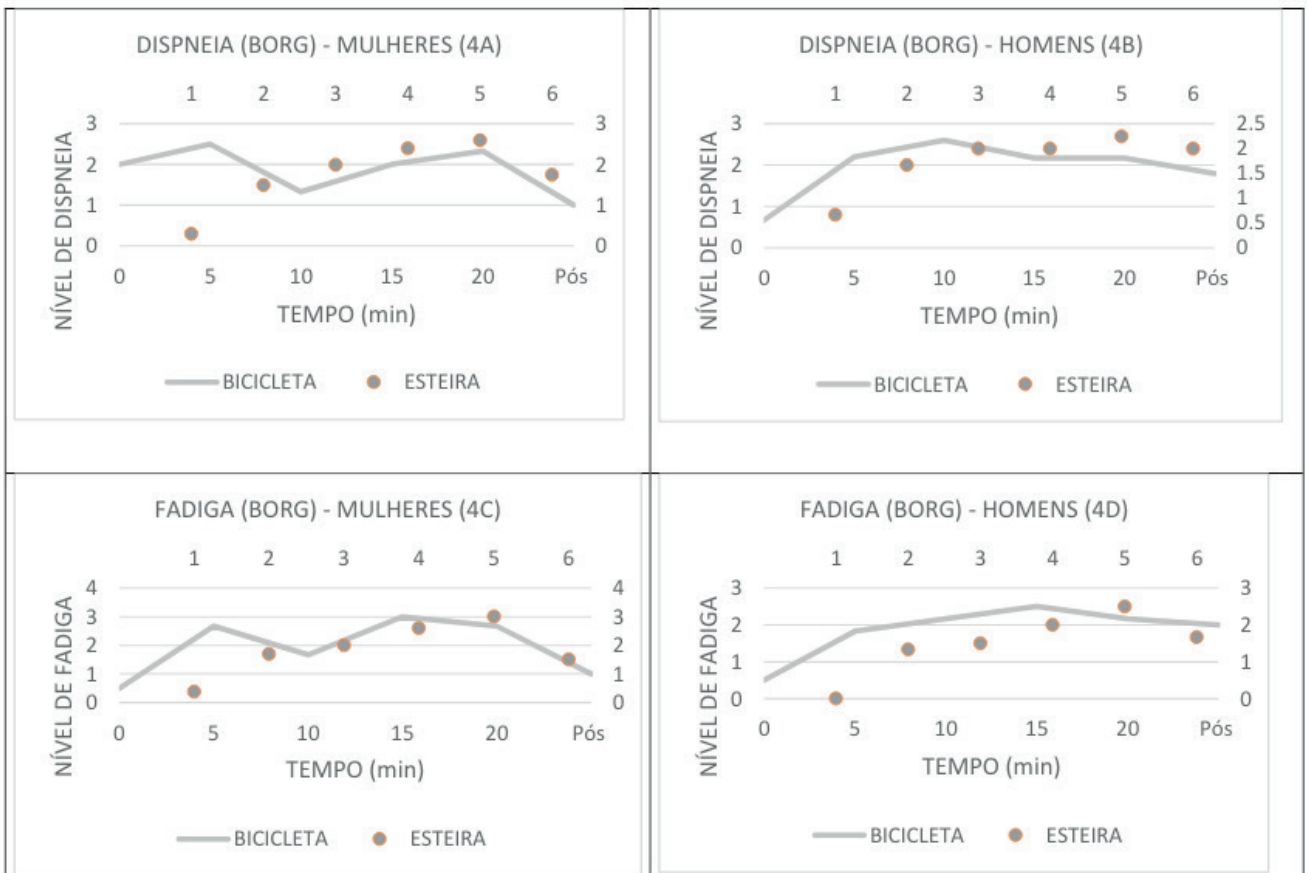 DISPNEIA (BORG) - MULHERES (4A)
1 2 3 4 5 6
NÍVEL DE DISPNEIA
3 3
2 2
1 1
0 0
0 5 10 15 20 Pós
TEMPO (min)
BICICLETA ESTEIRA
DISPNEIA (BORG) - HOMENS (4B)
1 2 3 4 5 6
NÍVEL DE DISPNEIA
3 2.5
2 2
1.5
1 1
0.5
0 0
0 5 10 15 20 Pós
TEMPO (min)
BICICLETA ESTEIRA
FADIGA (BORG) - MULHERES (4C)
1 2 3 4 5 6
NÍVEL DE FADIGA
4 4
3 3
2 2
1 1
0 0
0 5 10 15 20 Pós
TEMPO (min)
BICICLETA ESTEIRA
FADIGA (BORG) - HOMENS (4D)
1 2 3 4 5 6
NÍVEL DE FADIGA
3 3
2 2
1 1
0 0
0 5 10 15 20 Pós
TEMPO (min)
BICICLETA ESTEIRA